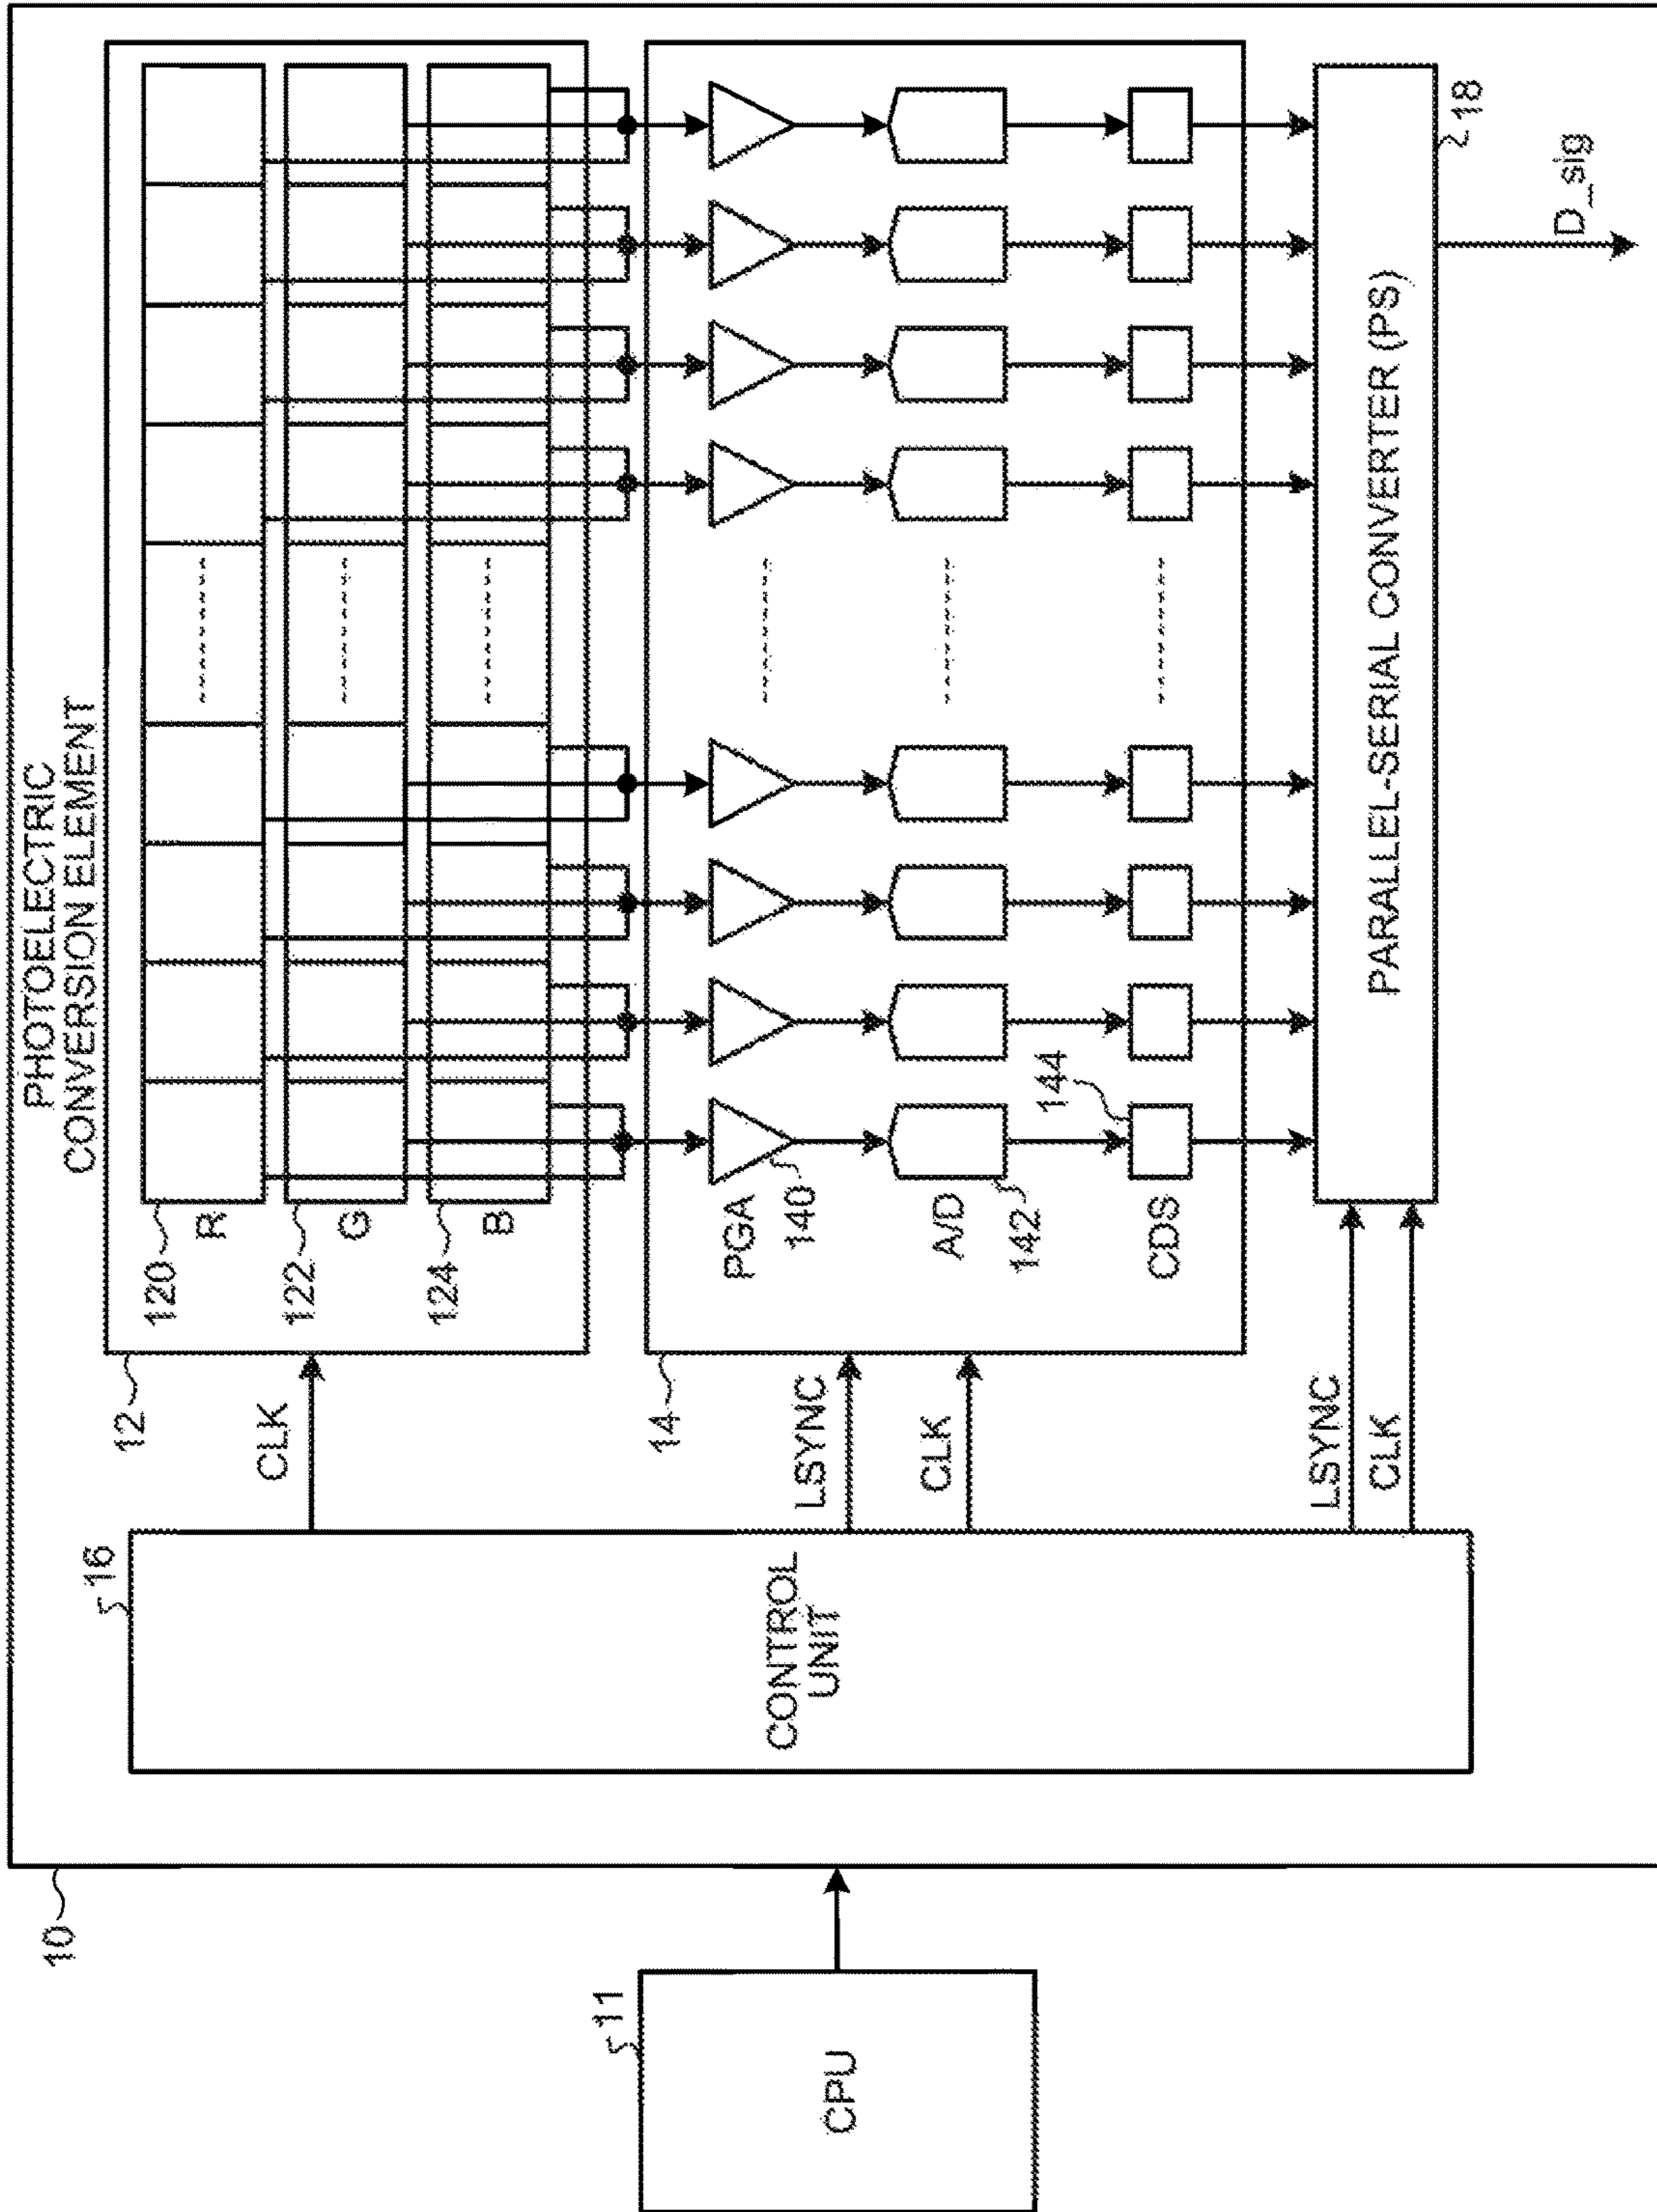 PHOTOELECTRIC
CONVERSION ELEMENT
10
11
CPU
16
CONTROL
UNIT
12
CLK
120
R
122
G
124
B
14
LSYNC
CLK
PGA
140
A/D
142
144
CDS
LSYNC
CLK
PARALLEL-SERIAL CONVERTER (PS)
18
D_sig